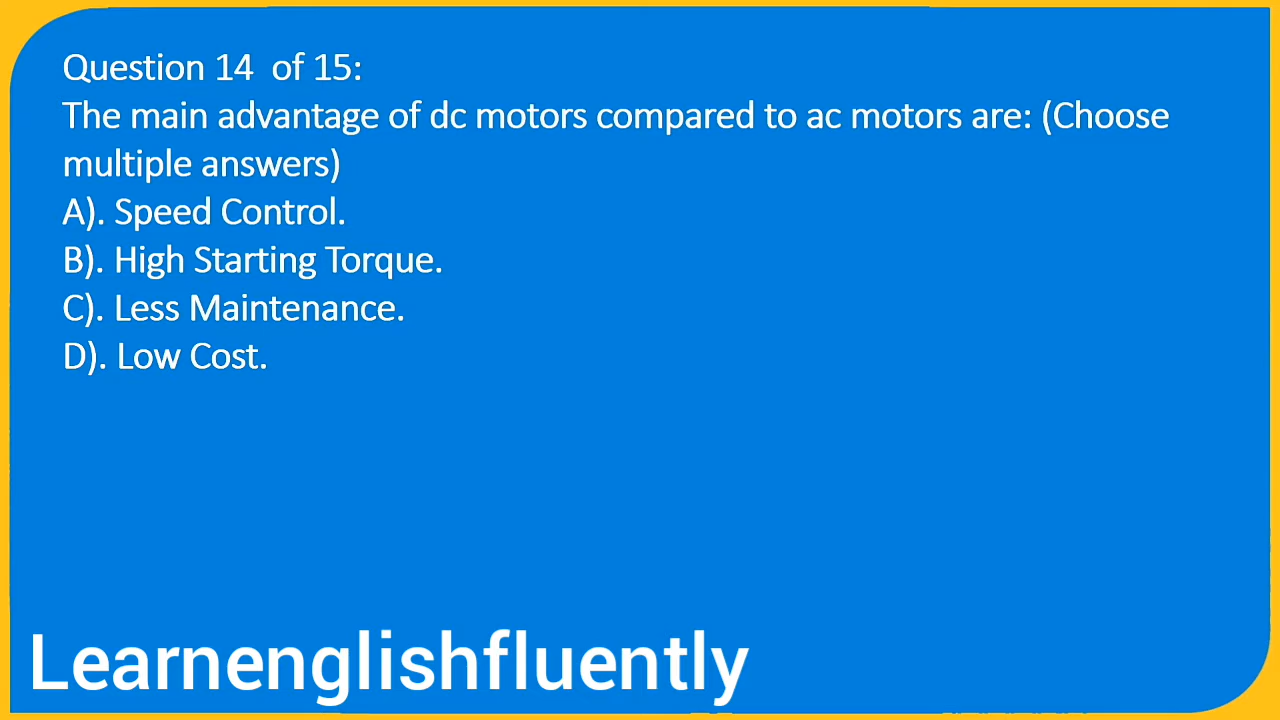 Question 14 of 15:
The main advantage of dc motors compared to ac motors are: (Choose
multiple answers)
A). Speed Control.
B). High Starting Torque.
C). Less Maintenance.
D). Low Cost.
Learnenglishfluently